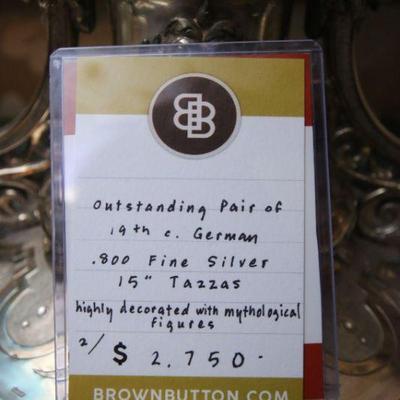 BB
Outstanding Pair of
19th c. German
.800 Fine Silver
15" Tazzas
highly decorated with mythological
figures
2/ $ 2,750-
BROWNBUTTON.COM